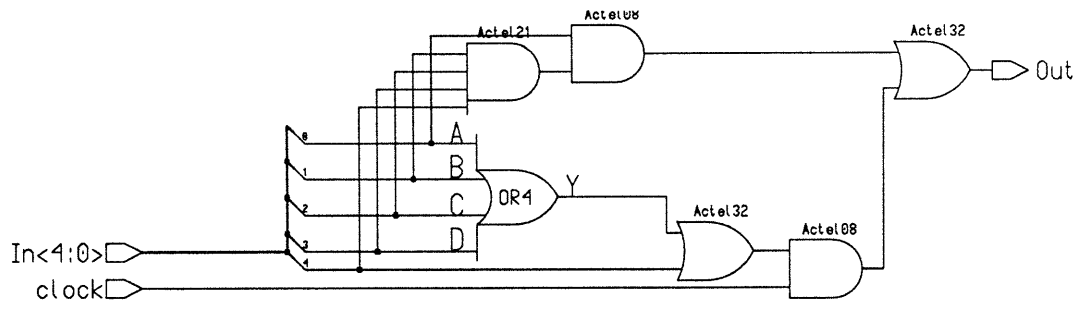 Actel08
Actel21
Actel32
Out
A
0
B
1
OR4
Y
C
2
Actel32
D
3
Actel08
In<4:0>
4
clock